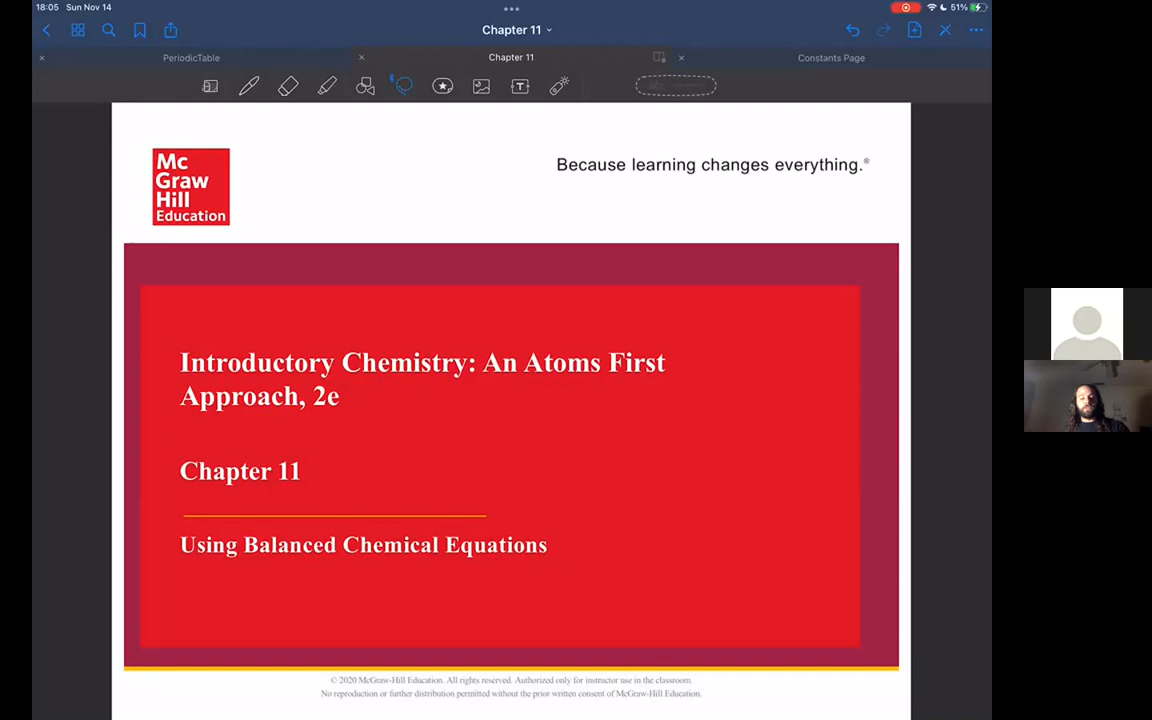 18:05 Sun Nov 14
51%
Chapter 11
PeriodicTable
Chapter 11
Constants Page
Mc
Graw
Hill
Education
Because learning changes everything.®
Introductory Chemistry: An Atoms First
Approach, 2e
Chapter 11
Using Balanced Chemical Equations
© 2020 McGraw-Hill Education. All rights reserved. Authorized only for instructor use in the classroom.
No reproduction or further distribution permitted without the prior written consent of McGraw-Hill Education.